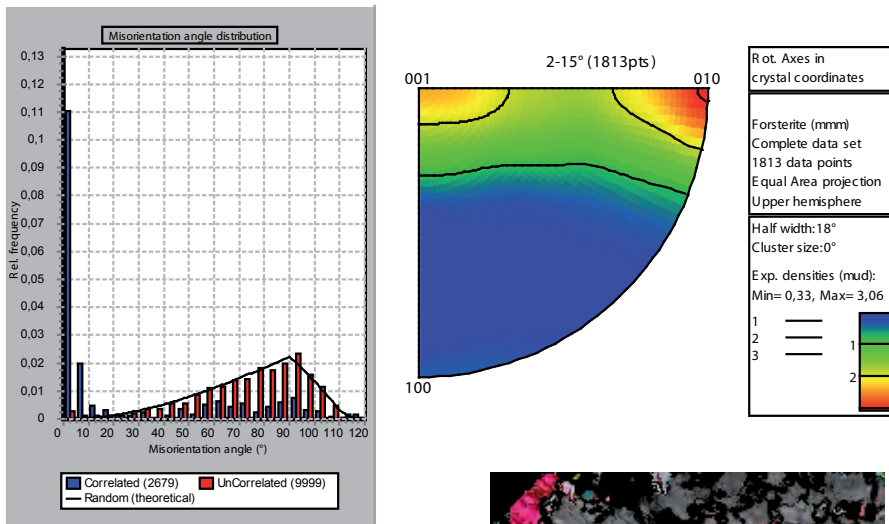 Misorientation angle distribution
0,13
0,12
0,11
0,1
0,09
0,08
0,07
0,06
0,05
0,04
0,03
0,02
0,01
0
Rel. frequency
0 10 20 30 40 50 60 70 80 90 100 110 120
Misorientation angle (°)
Correlated (2679) UnCorrelated (9999)
Random (theoretical)
2-15° (1813pts)
001 010
100
Rot. Axes in
crystal coordinates
Forsterite (mmm)
Complete data set
1813 data points
Equal Area projection
Upper hemisphere
Half width:18°
Cluster size:0°
Exp. densities (mud):
Min= 0,33, Max= 3,06
1
2
3
1
2